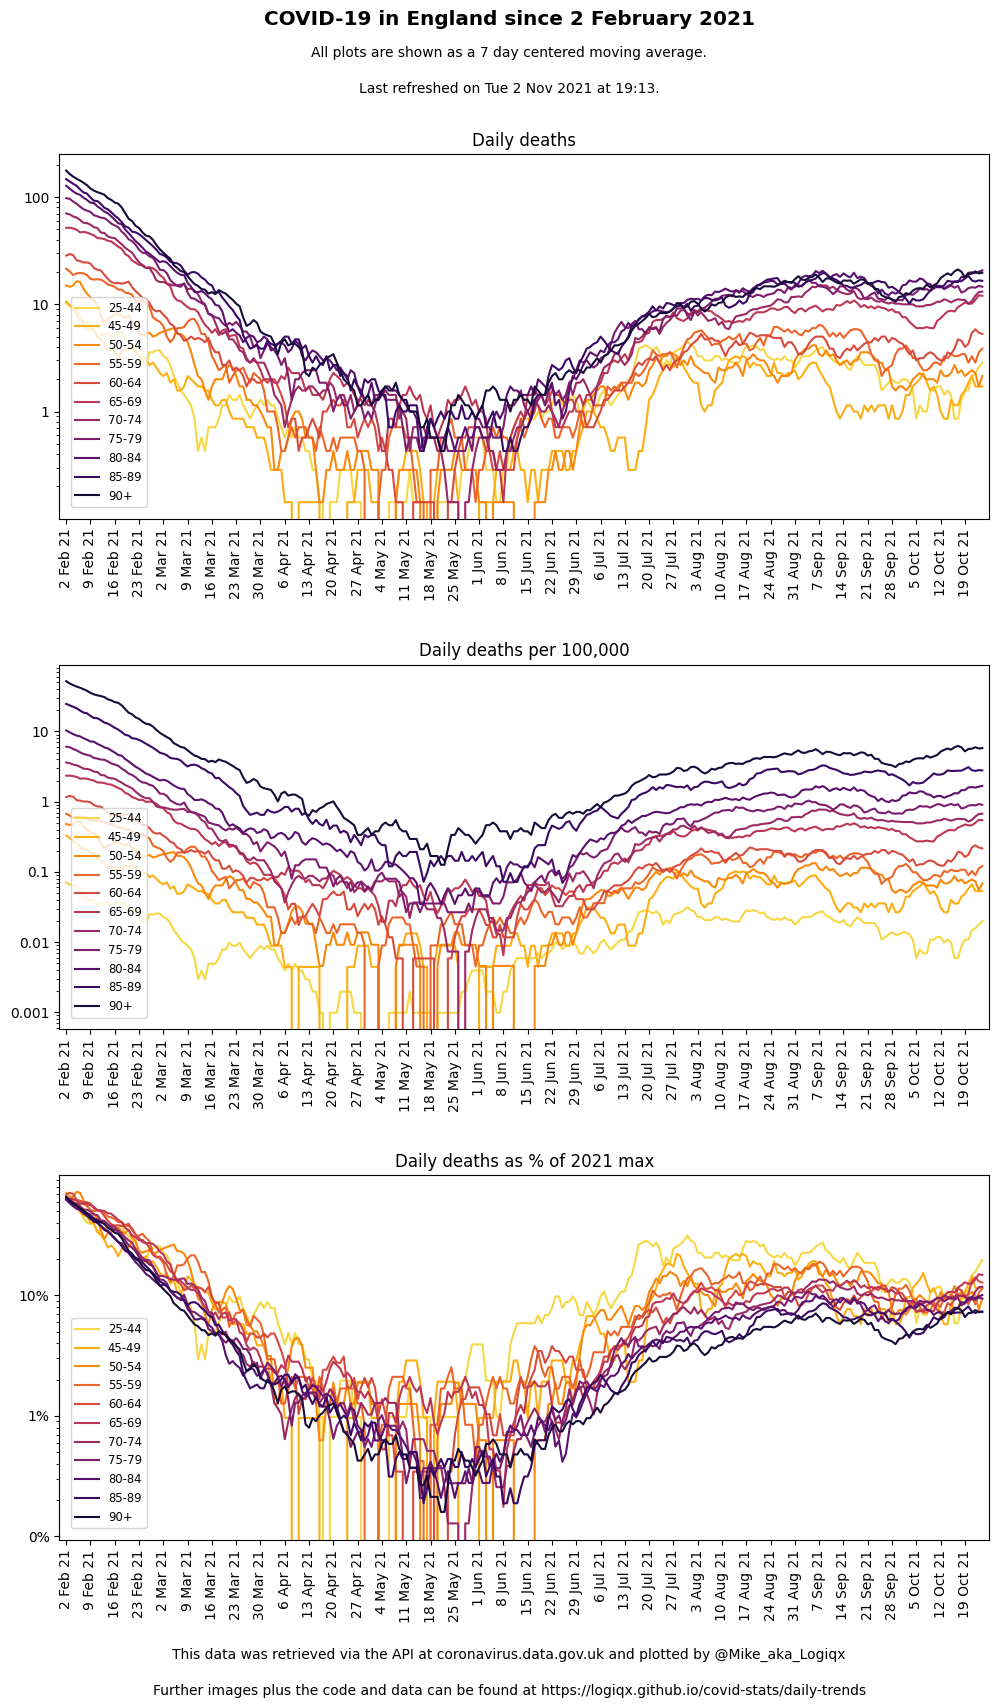 COVID-19 in England since 2 February 2021
All plots are shown as a 7 day centered moving average.
Last refreshed on Tue 2 Nov 2021 at 19:13.
Daily deaths
100
10
1
25-44
45-49
50-54
55-59
60-64
65-69
70-74
75-79
80-84
85-89
90+
2 Feb 21
9 Feb 21
16 Feb 21
23 Feb 21
2 Mar 21
9 Mar 21
16 Mar 21
23 Mar 21
30 Mar 21
6 Apr 21
13 Apr 21
20 Apr 21
27 Apr 21
4 May 21
11 May 21
18 May 21
25 May 21
1 Jun 21
8 Jun 21
15 Jun 21
22 Jun 21
29 Jun 21
6 Jul 21
13 Jul 21
20 Jul 21
27 Jul 21
3 Aug 21
10 Aug 21
17 Aug 21
24 Aug 21
31 Aug 21
7 Sep 21
14 Sep 21
21 Sep 21
28 Sep 21
5 Oct 21
12 Oct 21
19 Oct 21
Daily deaths per 100,000
10
1
0.1
0.01
0.001
25-44
45-49
50-54
55-59
60-64
65-69
70-74
75-79
80-84
85-89
90+
2 Feb 21
9 Feb 21
16 Feb 21
23 Feb 21
2 Mar 21
9 Mar 21
16 Mar 21
23 Mar 21
30 Mar 21
6 Apr 21
13 Apr 21
20 Apr 21
27 Apr 21
4 May 21
11 May 21
18 May 21
25 May 21
1 Jun 21
8 Jun 21
15 Jun 21
22 Jun 21
29 Jun 21
6 Jul 21
13 Jul 21
20 Jul 21
27 Jul 21
3 Aug 21
10 Aug 21
17 Aug 21
24 Aug 21
31 Aug 21
7 Sep 21
14 Sep 21
21 Sep 21
28 Sep 21
5 Oct 21
12 Oct 21
19 Oct 21
Daily deaths as % of 2021 max
10%
1%
0%
25-44
45-49
50-54
55-59
60-64
65-69
70-74
75-79
80-84
85-89
90+
2 Feb 21
9 Feb 21
16 Feb 21
23 Feb 21
2 Mar 21
9 Mar 21
16 Mar 21
23 Mar 21
30 Mar 21
6 Apr 21
13 Apr 21
20 Apr 21
27 Apr 21
4 May 21
11 May 21
18 May 21
25 May 21
1 Jun 21
8 Jun 21
15 Jun 21
22 Jun 21
29 Jun 21
6 Jul 21
13 Jul 21
20 Jul 21
27 Jul 21
3 Aug 21
10 Aug 21
17 Aug 21
24 Aug 21
31 Aug 21
7 Sep 21
14 Sep 21
21 Sep 21
28 Sep 21
5 Oct 21
12 Oct 21
19 Oct 21
This data was retrieved via the API at coronavirus.data.gov.uk and plotted by @Mike_aka_Logiqx
Further images plus the code and data can be found at https://logiqx.github.io/covid-stats/daily-trends